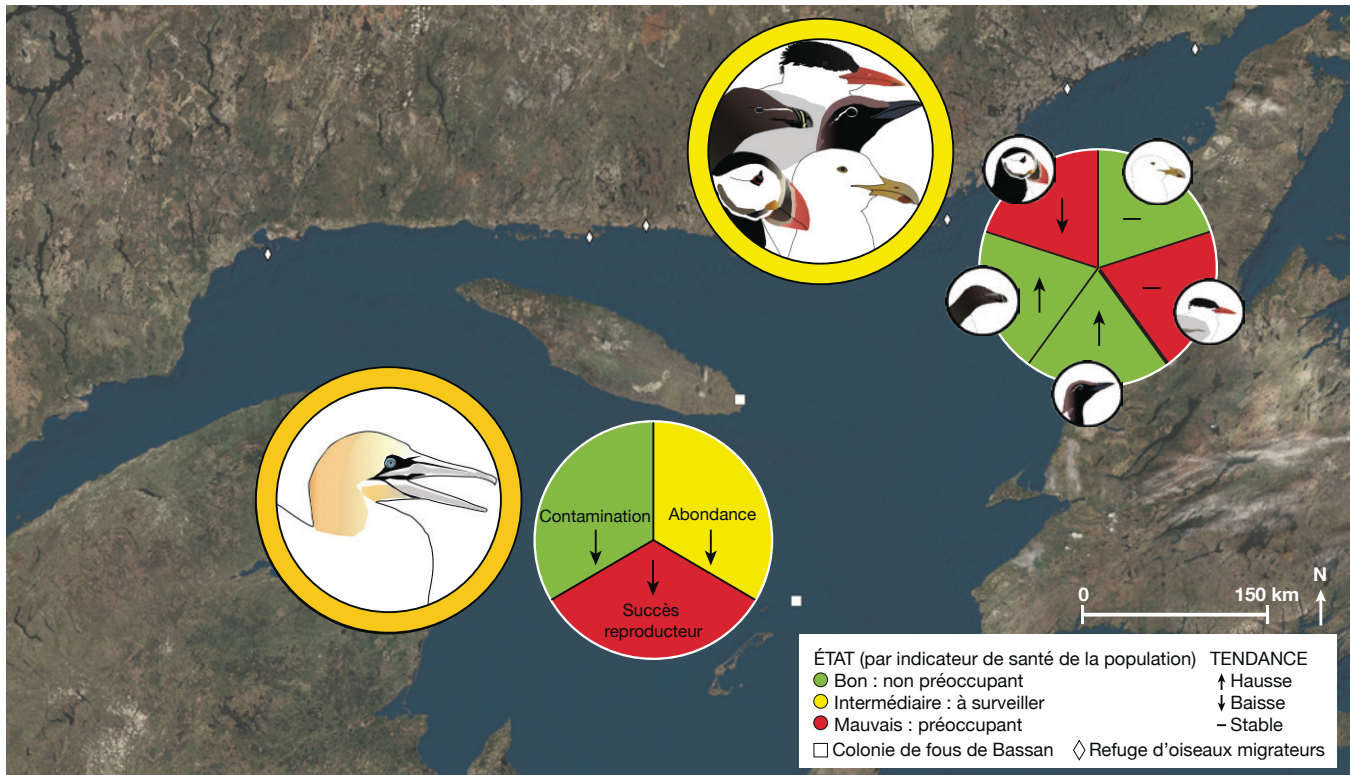 Contamination
Abondance
Succès
reproducteur
0 150 km
N
ÉTAT (par indicateur de santé de la population) TENDANCE
Bon : non préoccupant Hausse
Intermédiaire : à surveiller Baisse
Mauvais : préoccupant Stable
Colonie de fous de Bassan Refuge d'oiseaux migrateurs